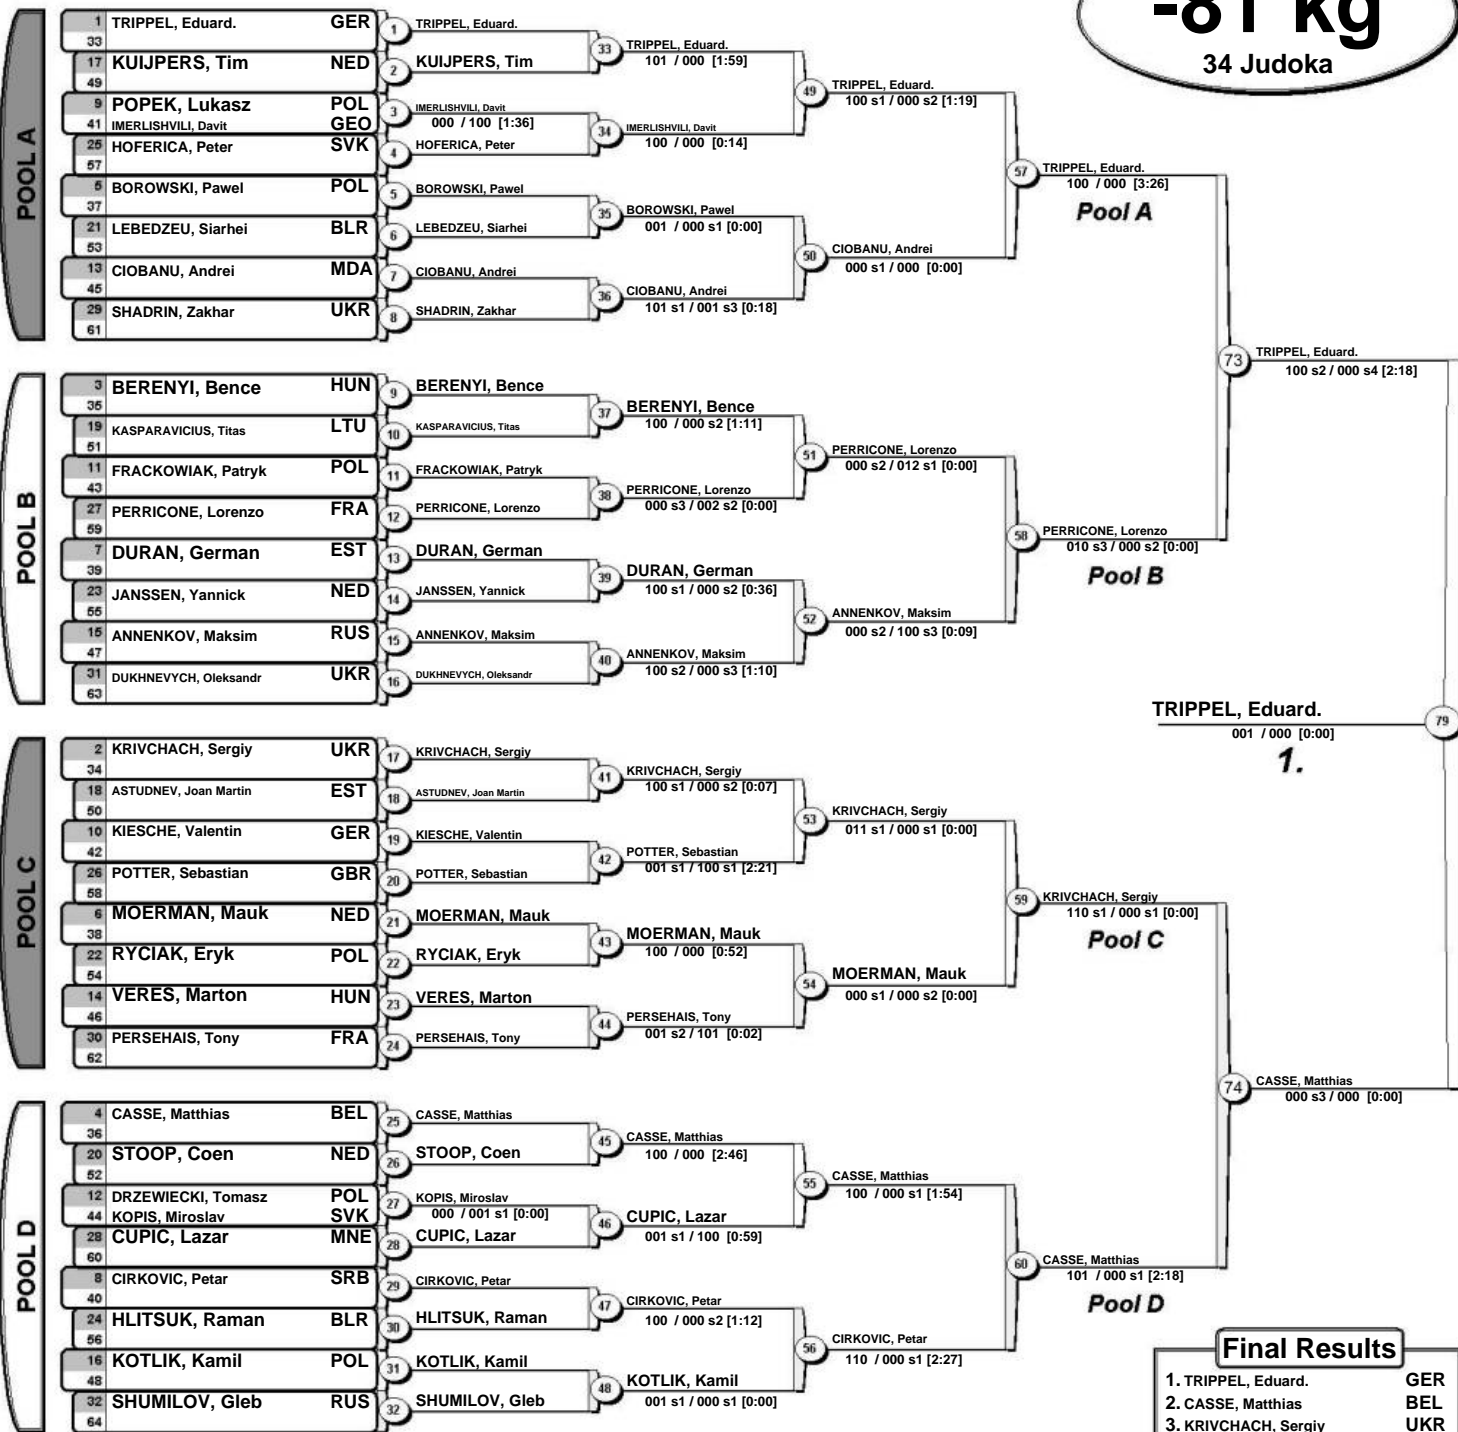 -81 kg
34 Judoka
POOL A
1 TRIPPEL, Eduard. GER
33
17 KUIJPERS, Tim NED
49
9 POPEK, Lukasz POL
41 IMERLISHVILI, Davit GEO
25 HOFERICA, Peter SVK
57
5 BOROWSKI, Pawel POL
37
21 LEBEDZEU, Siarhei BLR
53
13 CIOBANU, Andrei MDA
45
29 SHADRIN, Zakhar UKR
61
1 TRIPPEL, Eduard.
2 KUIJPERS, Tim
3 IMERLISHVILI, Davit
000 / 100 [1:36]
4 HOFERICA, Peter
5 BOROWSKI, Pawel
6 LEBEDZEU, Siarhei
7 CIOBANU, Andrei
8 SHADRIN, Zakhar
33 TRIPPEL, Eduard.
101 / 000 [1:59]
34 IMERLISHVILI, Davit
100 / 000 [0:14]
35 BOROWSKI, Pawel
001 / 000 s1 [0:00]
36 CIOBANU, Andrei
101 s1 / 001 s3 [0:18]
49 TRIPPEL, Eduard.
100 s1 / 000 s2 [1:19]
50 CIOBANU, Andrei
000 s1 / 000 [0:00]
57 TRIPPEL, Eduard.
100 / 000 [3:26]
Pool A
POOL B
3 BERENYI, Bence HUN
35
19 KASPARAVICIUS, Titas LTU
51
11 FRACKOWIAK, Patryk POL
43
27 PERRICONE, Lorenzo FRA
59
7 DURAN, German EST
39
23 JANSSEN, Yannick NED
55
15 ANNENKOV, Maksim RUS
47
31 DUKHNEVYCH, Oleksandr UKR
63
9 BERENYI, Bence
10 KASPARAVICIUS, Titas
11 FRACKOWIAK, Patryk
12 PERRICONE, Lorenzo
13 DURAN, German
14 JANSSEN, Yannick
15 ANNENKOV, Maksim
16 DUKHNEVYCH, Oleksandr
37 BERENYI, Bence
100 / 000 s2 [1:11]
38 PERRICONE, Lorenzo
000 s3 / 002 s2 [0:00]
39 DURAN, German
100 s1 / 000 s2 [0:36]
40 ANNENKOV, Maksim
100 s2 / 000 s3 [1:10]
51 PERRICONE, Lorenzo
000 s2 / 012 s1 [0:00]
52 ANNENKOV, Maksim
000 s2 / 100 s3 [0:09]
58 PERRICONE, Lorenzo
010 s3 / 000 s2 [0:00]
Pool B
73 TRIPPEL, Eduard.
100 s2 / 000 s4 [2:18]
TRIPPEL, Eduard. 79
001 / 000 [0:00]
1.
POOL C
2 KRIVCHACH, Sergiy UKR
34
18 ASTUDNEV, Joan Martin EST
50
10 KIESCHE, Valentin GER
42
26 POTTER, Sebastian GBR
58
6 MOERMAN, Mauk NED
38
22 RYCIAK, Eryk POL
54
14 VERES, Marton HUN
46
30 PERSEHAIS, Tony FRA
62
17 KRIVCHACH, Sergiy
18 ASTUDNEV, Joan Martin
19 KIESCHE, Valentin
20 POTTER, Sebastian
21 MOERMAN, Mauk
22 RYCIAK, Eryk
23 VERES, Marton
24 PERSEHAIS, Tony
41 KRIVCHACH, Sergiy
100 s1 / 000 s2 [0:07]
42 POTTER, Sebastian
001 s1 / 100 s1 [2:21]
43 MOERMAN, Mauk
100 / 000 [0:52]
44 PERSEHAIS, Tony
001 s2 / 101 [0:02]
53 KRIVCHACH, Sergiy
011 s1 / 000 s1 [0:00]
54 MOERMAN, Mauk
000 s1 / 000 s2 [0:00]
59 KRIVCHACH, Sergiy
110 s1 / 000 s1 [0:00]
Pool C
POOL D
4 CASSE, Matthias BEL
36
20 STOOP, Coen NED
52
12 DRZEWIECKI, Tomasz POL
44 KOPIS, Miroslav SVK
28 CUPIC, Lazar MNE
60
8 CIRKOVIC, Petar SRB
40
24 HLITSUK, Raman BLR
56
16 KOTLIK, Kamil POL
48
32 SHUMILOV, Gleb RUS
64
25 CASSE, Matthias
26 STOOP, Coen
27 KOPIS, Miroslav
000 / 001 s1 [0:00]
28 CUPIC, Lazar
29 CIRKOVIC, Petar
30 HLITSUK, Raman
31 KOTLIK, Kamil
32 SHUMILOV, Gleb
45 CASSE, Matthias
100 / 000 [2:46]
46 CUPIC, Lazar
001 s1 / 100 [0:59]
47 CIRKOVIC, Petar
100 / 000 s2 [1:12]
48 KOTLIK, Kamil
001 s1 / 000 s1 [0:00]
55 CASSE, Matthias
100 / 000 s1 [1:54]
56 CIRKOVIC, Petar
110 / 000 s1 [2:27]
60 CASSE, Matthias
101 / 000 s1 [2:18]
Pool D
74 CASSE, Matthias
000 s3 / 000 [0:00]
Final Results
1. TRIPPEL, Eduard. GER
2. CASSE, Matthias BEL
3. KRIVCHACH, Sergiy UKR